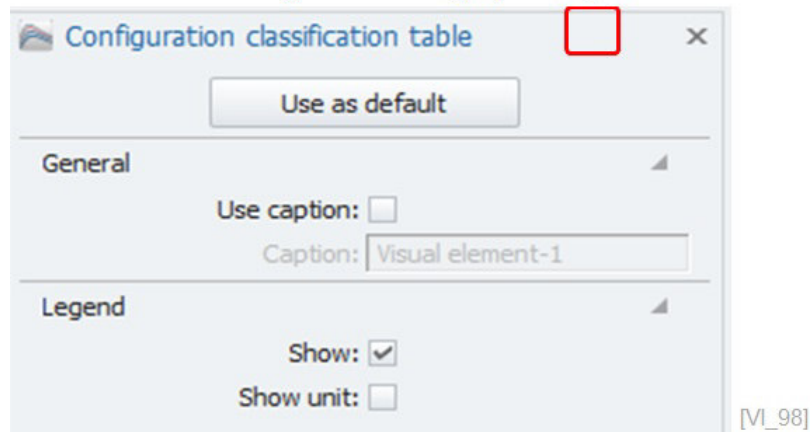 Configuration classification table
Use as default
General
Use caption:
Caption: Visual element-1
Legend
Show:
Show unit:
[VI_98]